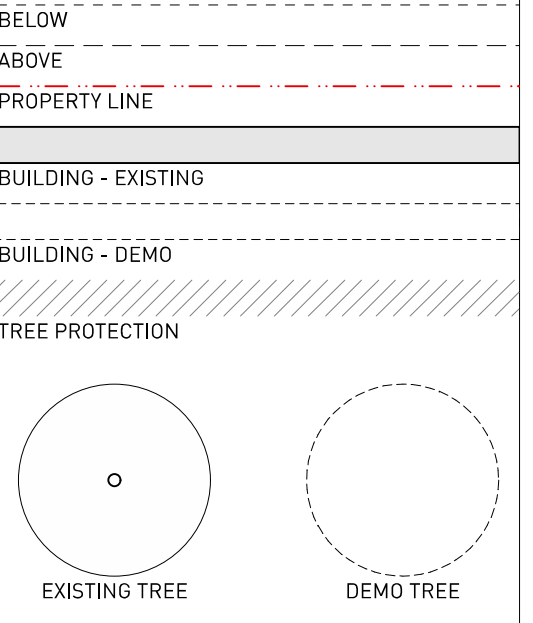 BELOW
ABOVE
PROPERTY LINE
BUILDING - EXISTING
BUILDING - DEMO
TREE PROTECTION
EXISTING TREE
DEMO TREE